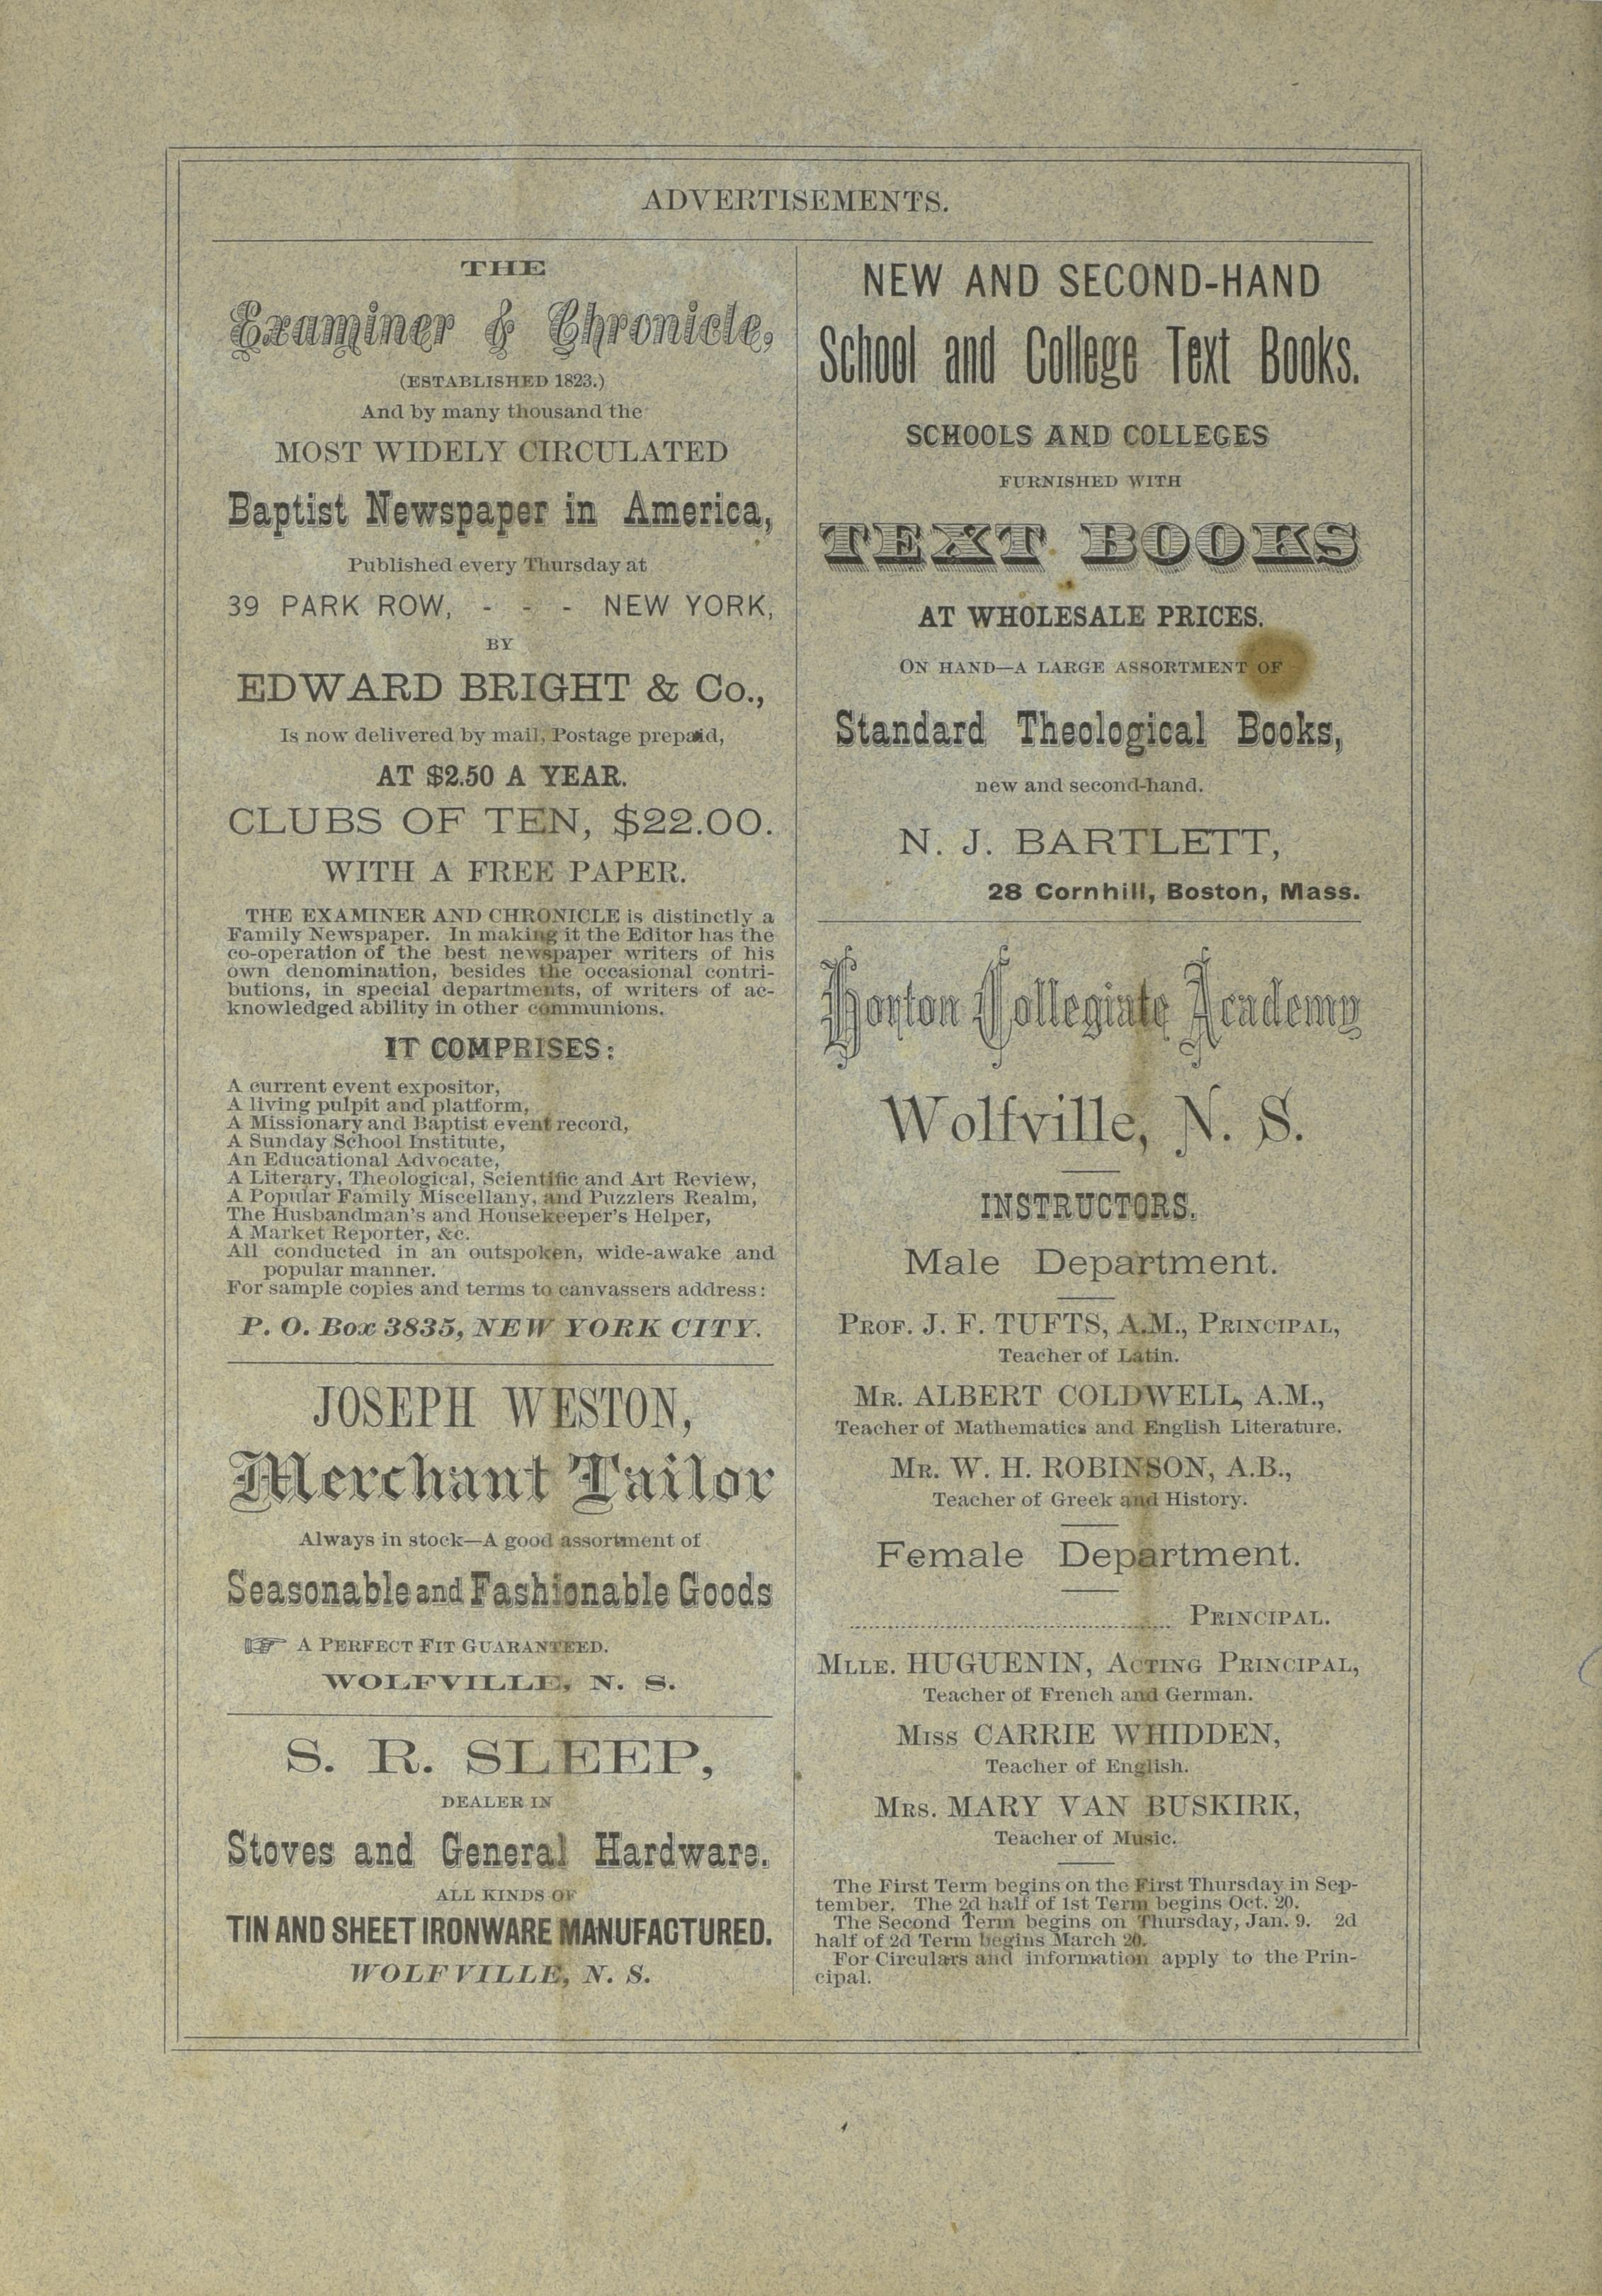 ADVERTISEMENTS.
THE
Examiner & Chronicle,
(ESTABLISHED 1823.)
And by many thousand the
MOST WIDELY CIRCULATED
Baptist Newspaper in America,
Published every Thursday at
39 PARK ROW, - - - NEW YORK,
BY
EDWARD BRIGHT & Co.,
Is now delivered by mail, Postage prepaid,
AT $2.50 A YEAR.
CLUBS OF TEN, $22.00.
WITH A FREE PAPER.
THE EXAMINER AND CHRONICLE is distinctly a
Family Newspaper. In making it the Editor has the
co-operation of the best newspaper writers of his
own denomination, besides the occasional contri-
butions, in special departments, of writers of ac-
knowledged ability in other communions.
IT COMPRISES:
A current event expositor,
A living pulpit and platform,
A Missionary and Baptist event record,
A Sunday School Institute,
An Educational Advocate,
A Literary, Theological, Scientific and Art Review,
A Popular Family Miscellany, and Puzzlers Realm,
The Husbandman's and Housekeeper's Helper,
A Market Reporter, &c.
All conducted in an outspoken, wide-awake and
popular manner.
For sample copies and terms to canvassers address:
P. O. Box 3835, NEW YORK CITY.
JOSEPH WESTON,
Merchant Tailor
Always in stock—A good assortment of
Seasonable and Fashionable Goods
☞ A PERFECT FIT GUARANTEED.
WOLFVILLE, N. S.
S. R. SLEEP,
DEALER IN
Stoves and General Hardware.
ALL KINDS OF
TIN AND SHEET IRONWARE MANUFACTURED.
WOLFVILLE, N. S.
NEW AND SECOND-HAND
School and College Text Books.
SCHOOLS AND COLLEGES
FURNISHED WITH
TEXT BOOKS
AT WHOLESALE PRICES.
ON HAND—A LARGE ASSORTMENT OF
Standard Theological Books,
new and second-hand.
N. J. BARTLETT,
28 Cornhill, Boston, Mass.
Horton Collegiate Academy
Wolfville, N. S.
INSTRUCTORS.
Male Department.
PROF. J. F. TUFTS, A.M., PRINCIPAL,
Teacher of Latin.
MR. ALBERT COLDWELL, A.M.,
Teacher of Mathematics and English Literature.
MR. W. H. ROBINSON, A.B.,
Teacher of Greek and History.
Female Department.
........................................ PRINCIPAL.
MLLE. HUGUENIN, ACTING PRINCIPAL,
Teacher of French and German.
MISS CARRIE WHIDDEN,
Teacher of English.
MRS. MARY VAN BUSKIRK,
Teacher of Music.
The First Term begins on the First Thursday in Sep-
tember. The 2d half of 1st Term begins Oct. 20.
The Second Term begins on Thursday, Jan. 9. 2d
half of 2d Term begins March 20.
For Circulars and information apply to the Prin-
cipal.